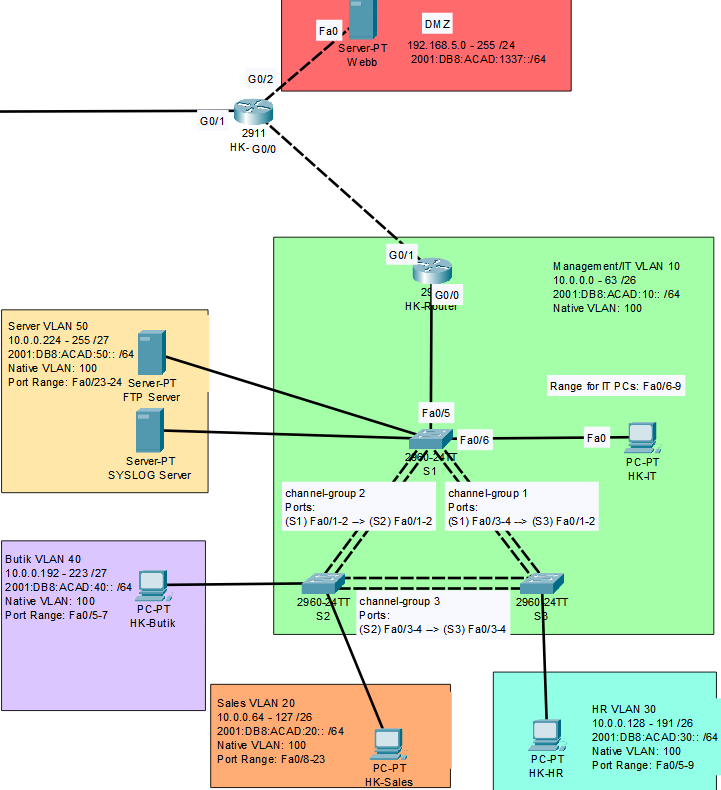 DMZ
Fa0
Server-PT
Webb
192.168.5.0 - 255 /24
2001:DB8:ACAD:1337::/64
G0/2
G0/1
2911
HK-
G0/0
G0/1
G0/0
HK-Router
Management/IT VLAN 10
10.0.0.0 - 63 /26
2001:DB8:ACAD:10:: /64
Native VLAN: 100
Server VLAN 50
10.0.0.224 - 255 /27
2001:DB8:ACAD:50:: /64
Native VLAN: 100
Port Range: Fa0/23-24
Server-PT
FTP Server
Server-PT
SYSLOG Server
Range for IT PCs: Fa0/6-9
Fa0/5
Fa0/6
Fa0
2960-24TT
S1
PC-PT
HK-IT
channel-group 2
Ports:
(S1) Fa0/1-2 --> (S2) Fa0/1-2
channel-group 1
Ports:
(S1) Fa0/3-4 --> (S3) Fa0/1-2
Butik VLAN 40
10.0.0.192 - 223 /27
2001:DB8:ACAD:40:: /64
Native VLAN: 100
Port Range: Fa0/5-7
PC-PT
HK-Butik
2960-24TT
S2
channel-group 3
Ports:
(S2) Fa0/3-4 --> (S3) Fa0/3-4
2960-24TT
S3
Sales VLAN 20
10.0.0.64 - 127 /26
2001:DB8:ACAD:20:: /64
Native VLAN: 100
Port Range: Fa0/8-23
PC-PT
HK-Sales
HR VLAN 30
10.0.0.128 - 191 /26
2001:DB8:ACAD:30:: /64
Native VLAN: 100
Port Range: Fa0/5-9
PC-PT
HK-HR